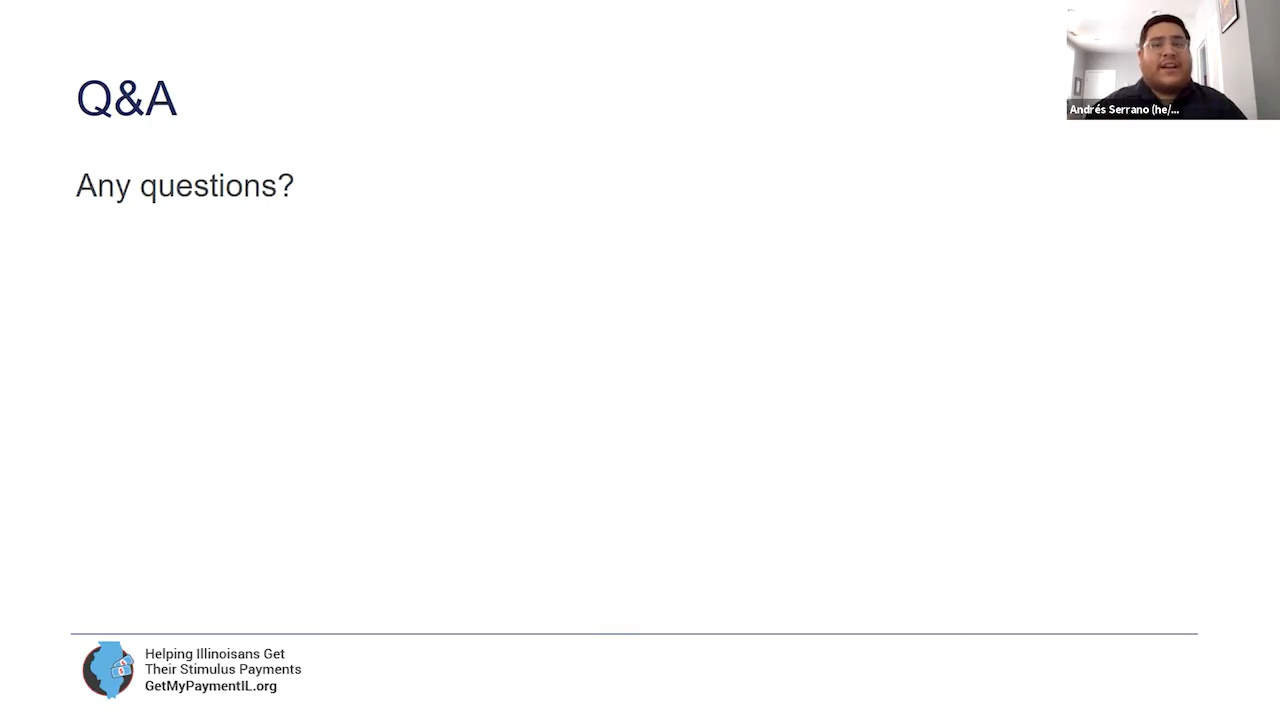 Q&A
Andrés Serrano (he/...
Any questions?
Helping Illinoisans Get
Their Stimulus Payments
GetMyPaymentIL.org